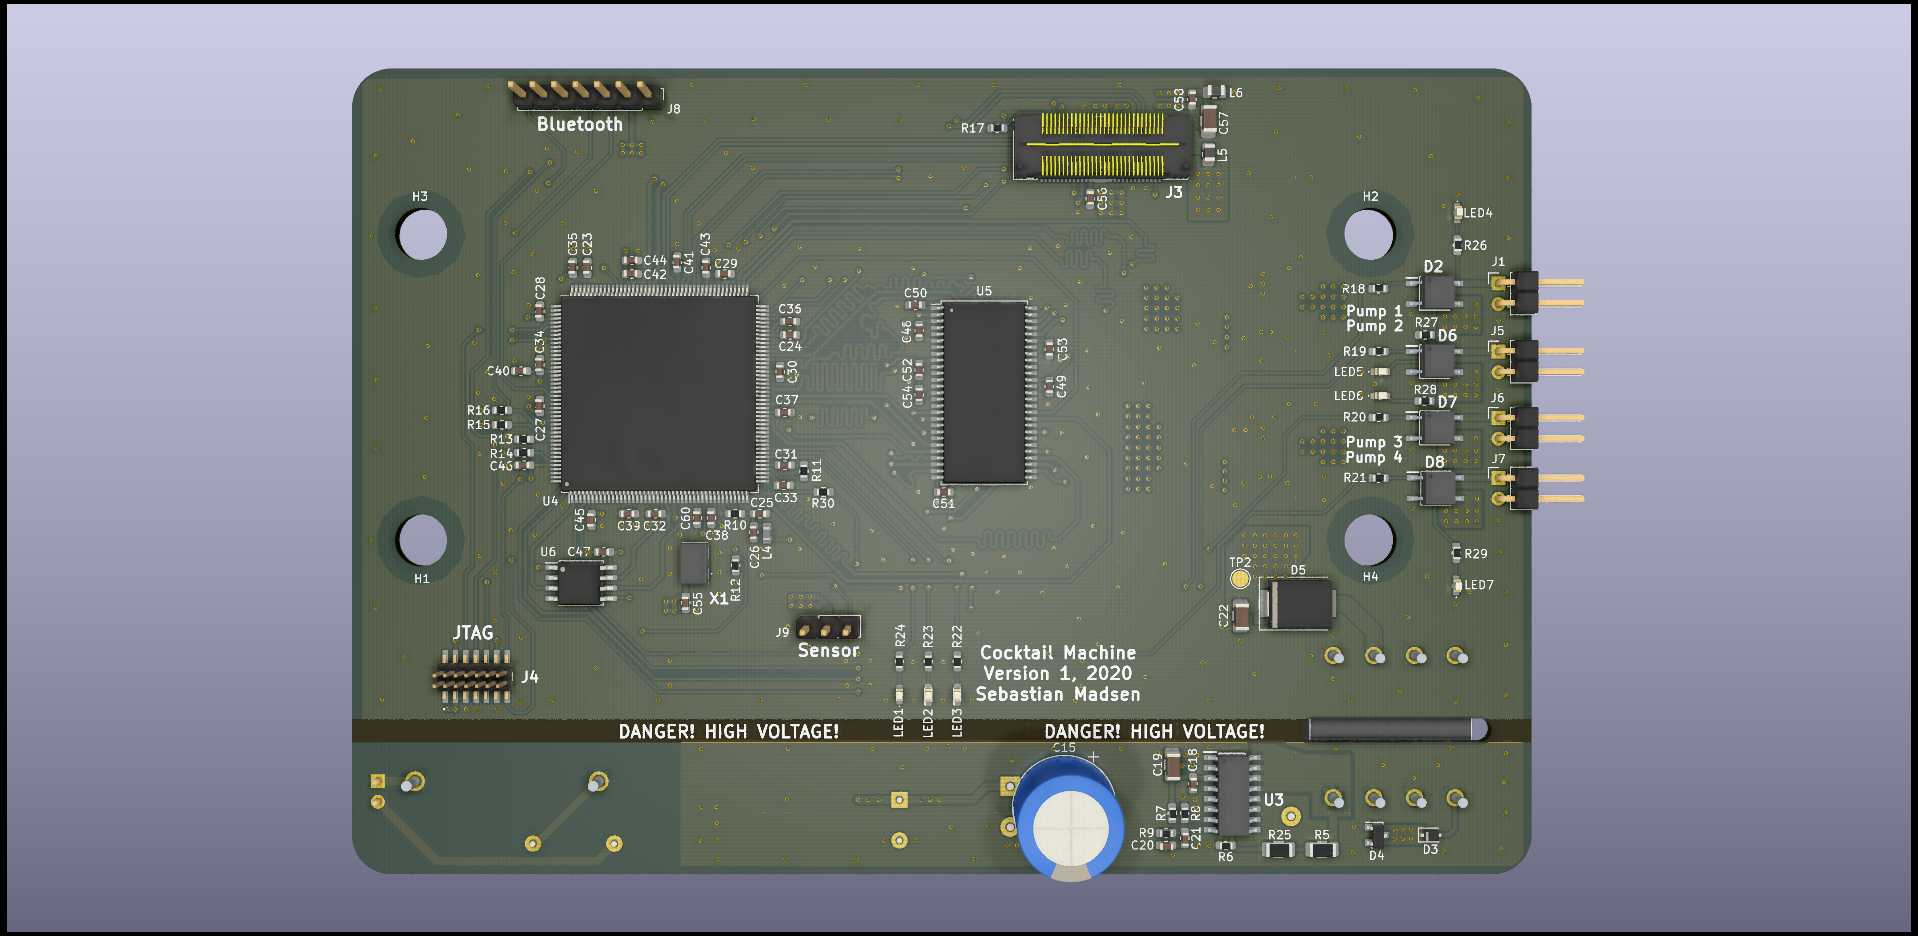 J8
Bluetooth
C53
L6
C57
R17
L5
J3
C56
H3
H2
LED4
R26
C35
C23
C44
C42
C41
C43
C29
D2
J1
C28
C50
U5
R18
Pump 1
Pump 2
R27
C36
C24
C48
C34
C53
R19
D6
J5
C40
C30
C52
LED5
C54
C49
LED6
R28
D7
J6
R16
R15
C27
C37
R20
R13
R14
C46
Pump 3
Pump 4
C31
R11
C33
R30
D8
J7
R21
U4
C51
C45
C39
C32
C60
C38
R10
C25
C26
L4
U6
C47
R29
H1
X1
R12
C55
TP2
D5
H4
LED7
C22
JTAG
J9
Sensor
R24
R23
R22
J4
Cocktail Machine
Version 1, 2020
Sebastian Madsen
LED1
LED2
LED3
DANGER! HIGH VOLTAGE!
DANGER! HIGH VOLTAGE!
C15
+
C19
C18
U3
R7
R8
R9
C20
C21
R6
R25
R5
D4
D3